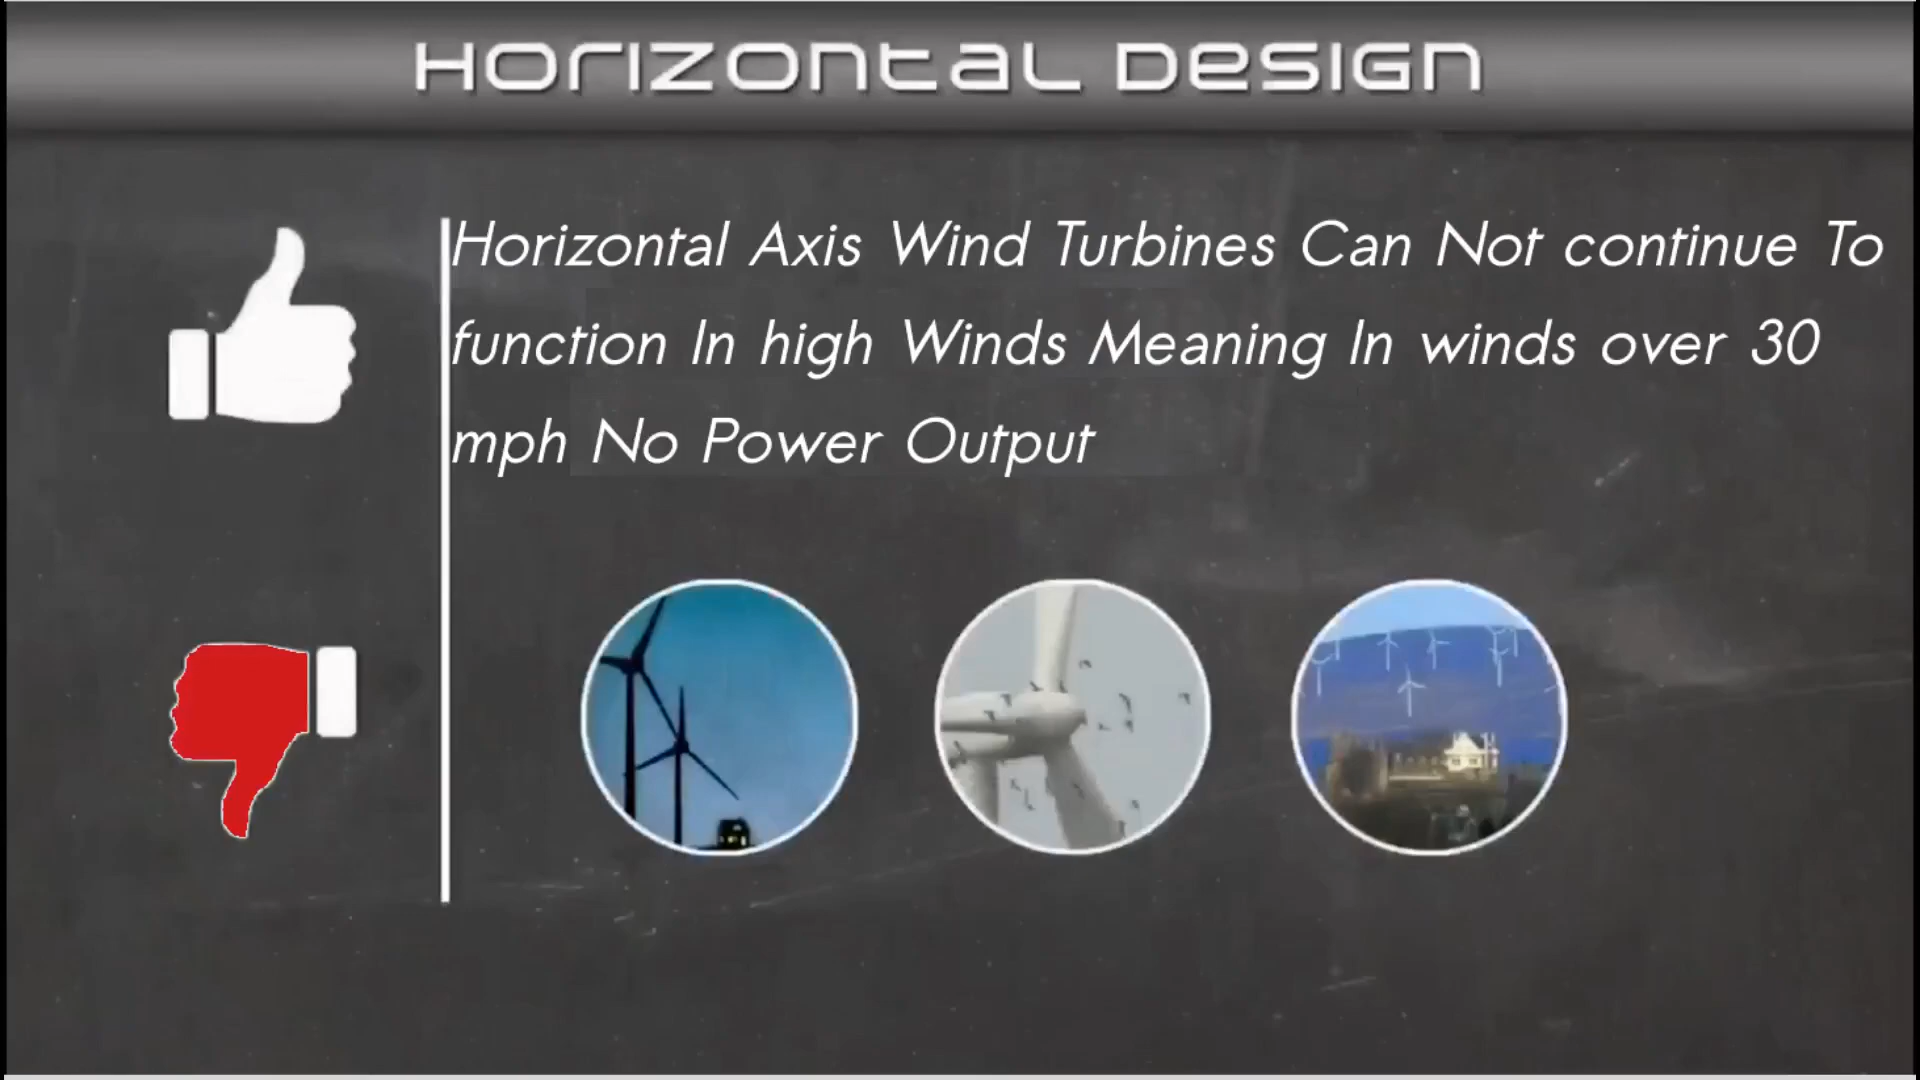 Horizontal Design
Horizontal Axis Wind Turbines Can Not continue To
function In high Winds Meaning In winds over 30
mph No Power Output